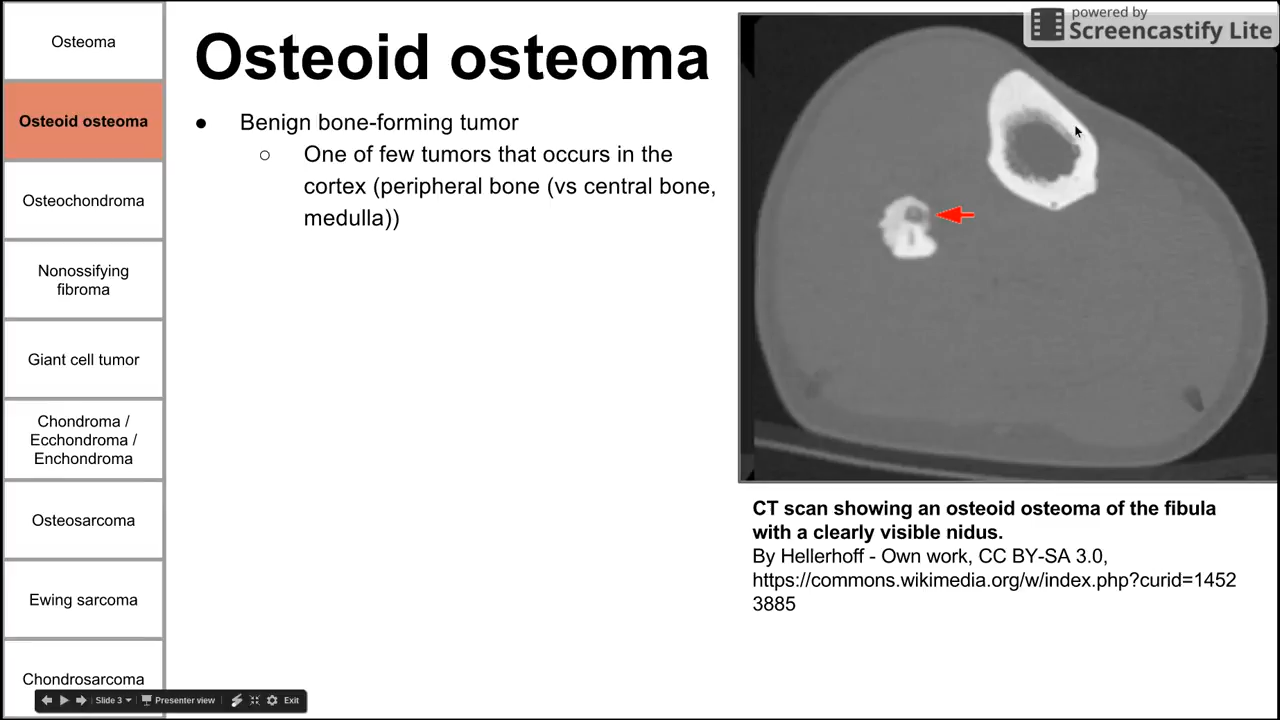 powered by
Screencastify Lite
Osteoma
Osteoid osteoma
Osteochondroma
Nonossifying
fibroma
Giant cell tumor
Chondroma /
Ecchondroma /
Enchondroma
Osteosarcoma
Ewing sarcoma
Chondrosarcoma
Osteoid osteoma
● Benign bone-forming tumor
○ One of few tumors that occurs in the
cortex (peripheral bone (vs central bone,
medulla))
CT scan showing an osteoid osteoma of the fibula
with a clearly visible nidus.
By Hellerhoff - Own work, CC BY-SA 3.0,
https://commons.wikimedia.org/w/index.php?curid=1452
3885
Slide 3 Presenter view Exit